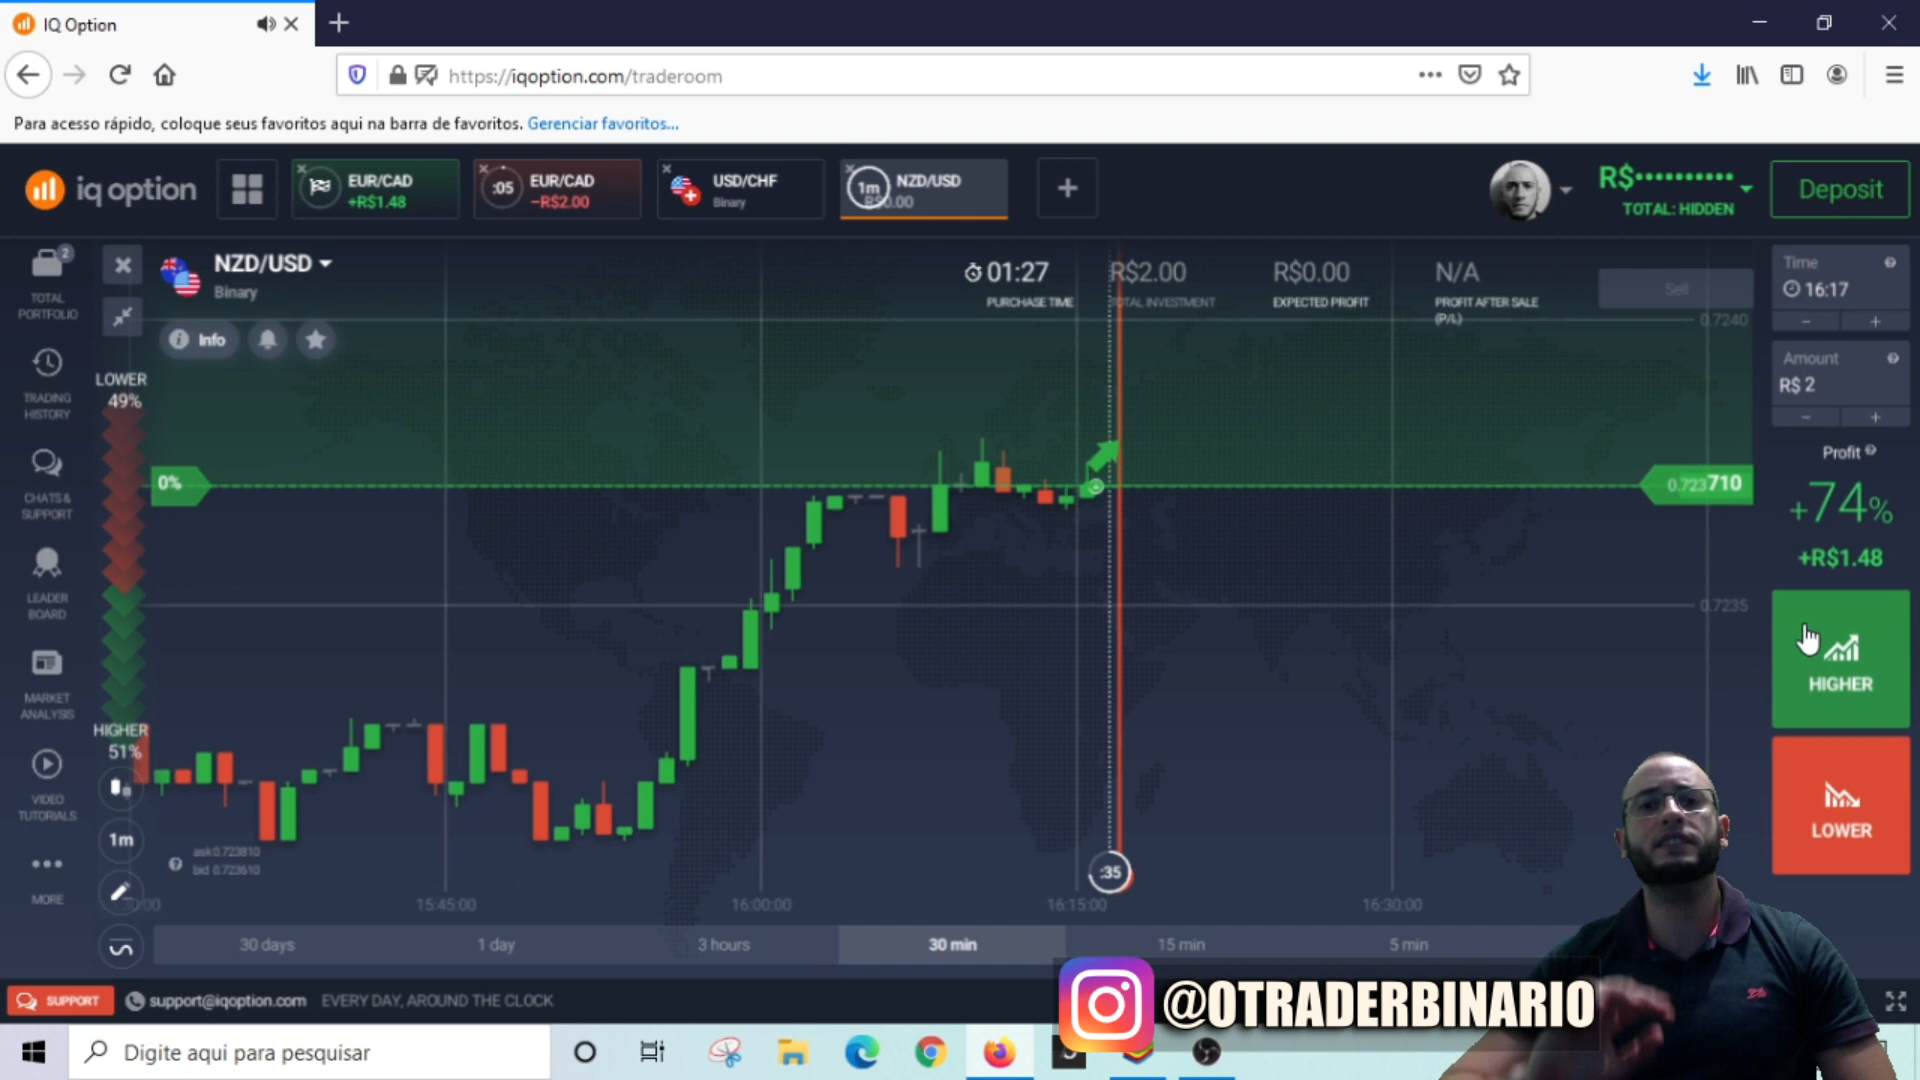 IQ Option
https://iqoption.com/traderoom
Para acesso rápido, coloque seus favoritos aqui na barra de favoritos. Gerenciar favoritos...
iq option
EUR/CAD
+R$1.48
:05
EUR/CAD
-R$2.00
USD/CHF
Binary
1m
NZD/USD
R$0.00
R$••••••••••
TOTAL: HIDDEN
Deposit
2
TOTAL
PORTFOLIO
TRADING
HISTORY
CHATS &
SUPPORT
LEADER
BOARD
MARKET
ANALYSIS
VIDEO
TUTORIALS
MORE
NZD/USD
Binary
Info
01:27
PURCHASE TIME
R$2.00
TOTAL INVESTMENT
R$0.00
EXPECTED PROFIT
N/A
PROFIT AFTER SALE
(P/L)
Sell
0.7240
LOWER
49%
0%
0.723710
0.7235
HIGHER
51%
1m
ask 0.723810
bid 0.723610
:35
15:45:00
16:00:00
16:15:00
16:30:00
30 days
1 day
3 hours
30 min
15 min
5 min
Time
16:17
Amount
R$ 2
Profit
+74%
+R$1.48
HIGHER
LOWER
SUPPORT
support@iqoption.com
EVERY DAY, AROUND THE CLOCK
@OTRADERBINARIO
Digite aqui para pesquisar